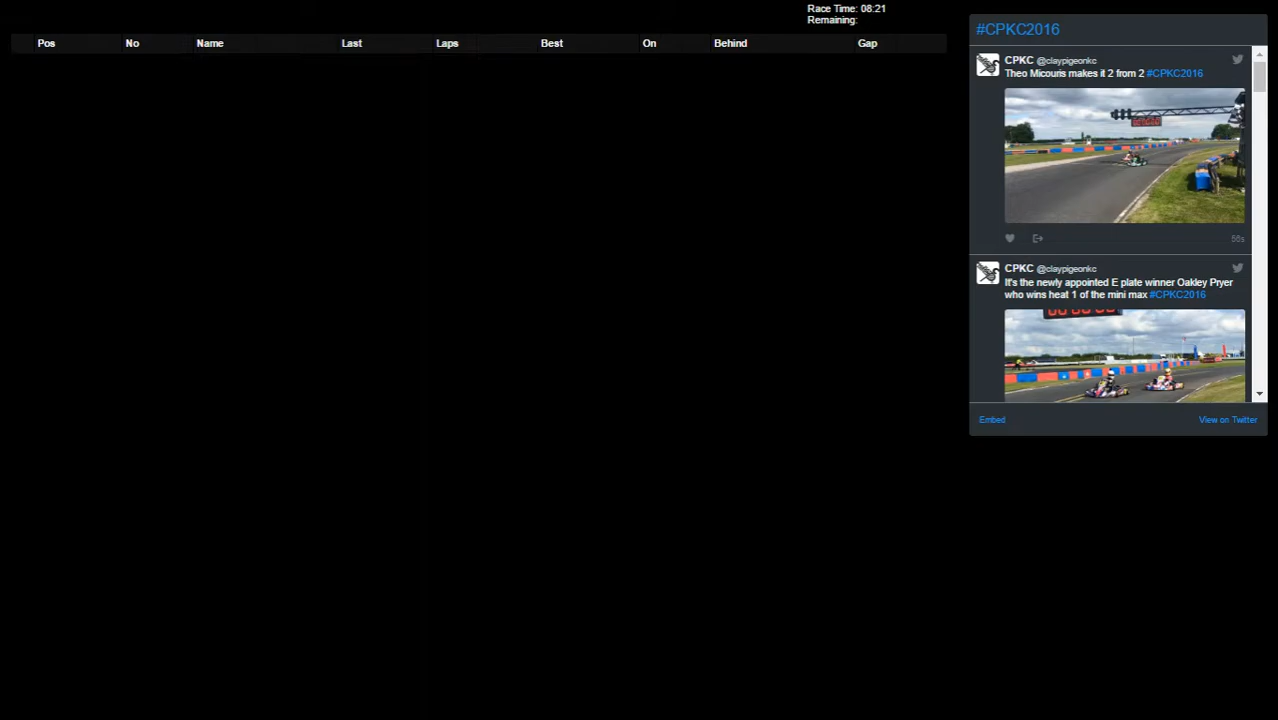 Race Time: 08:21
Remaining:
Pos No Name Last Laps Best On Behind Gap
#CPKC2016
CPKC @claypigeonkc
Theo Micouris makes it 2 from 2 #CPKC2016
56s
CPKC @claypigeonkc
It's the newly appointed E plate winner Oakley Pryer
who wins heat 1 of the mini max #CPKC2016
Embed View on Twitter